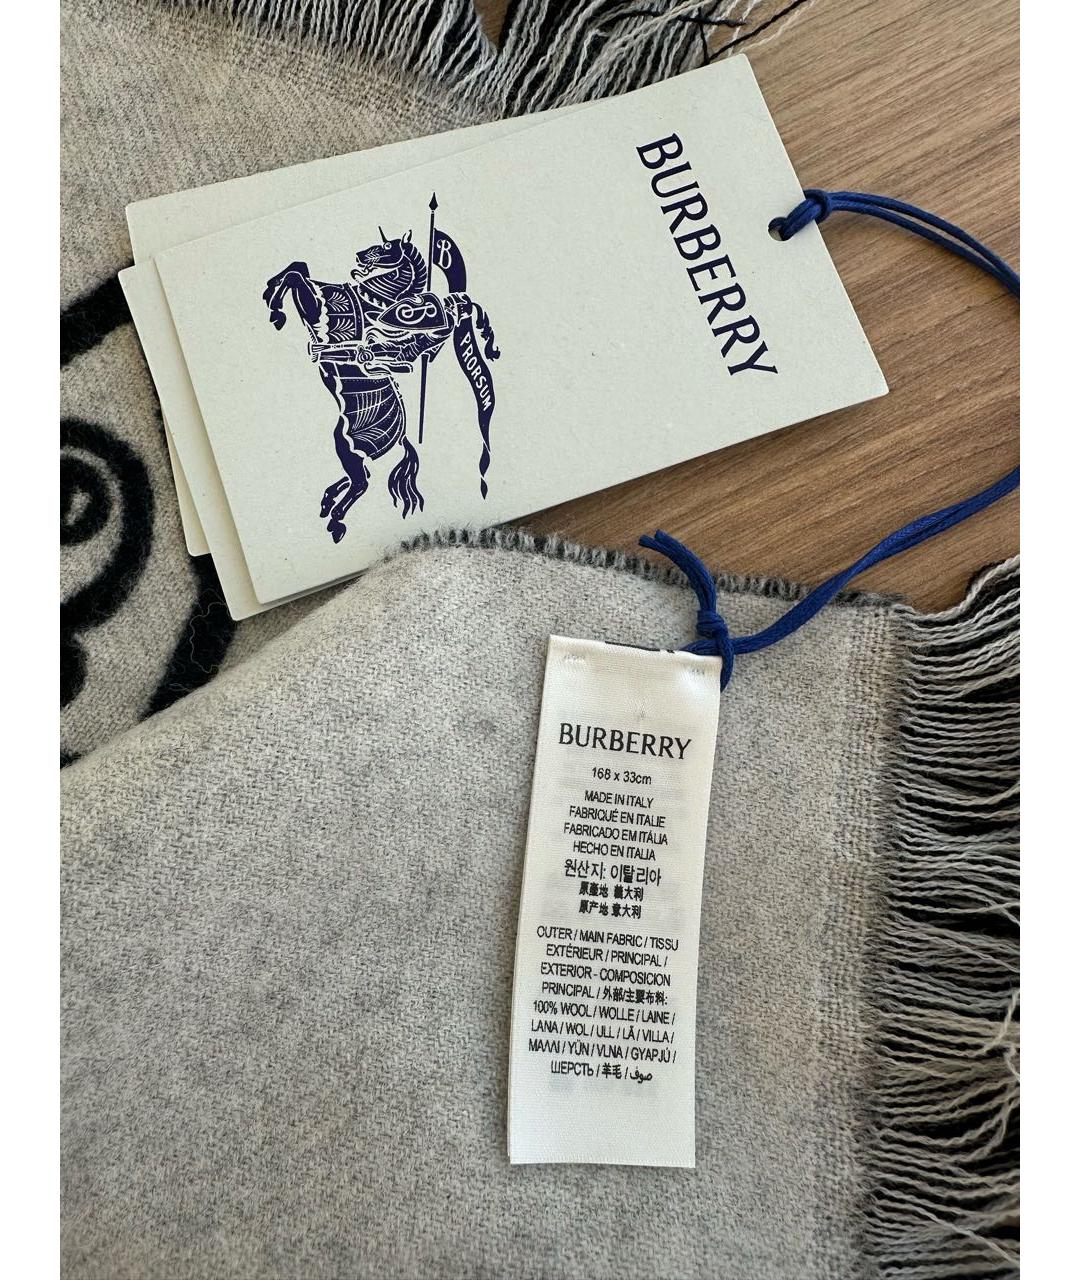 BURBERRY
B
PRORSUM
BURBERRY
168 x 33cm
MADE IN ITALY
FABRIQUÉ EN ITALIE
FABRICADO EM ITÁLIA
HECHO EN ITALIA
원산지: 이탈리아
原產地 義大利
原产地 意大利
OUTER / MAIN FABRIC / TISSU
EXTÉRIEUR / PRINCIPAL /
EXTERIOR - COMPOSICION
PRINCIPAL / 外部/主要布料:
100% WOOL / WOLLE / LAINE /
LANA / WOL / ULL / LÃ / VILLA /
ΜΑΛΛΙ / YÜN / VLNA / GYAPJÚ /
ШЕРСТЬ / 羊毛 / صوف